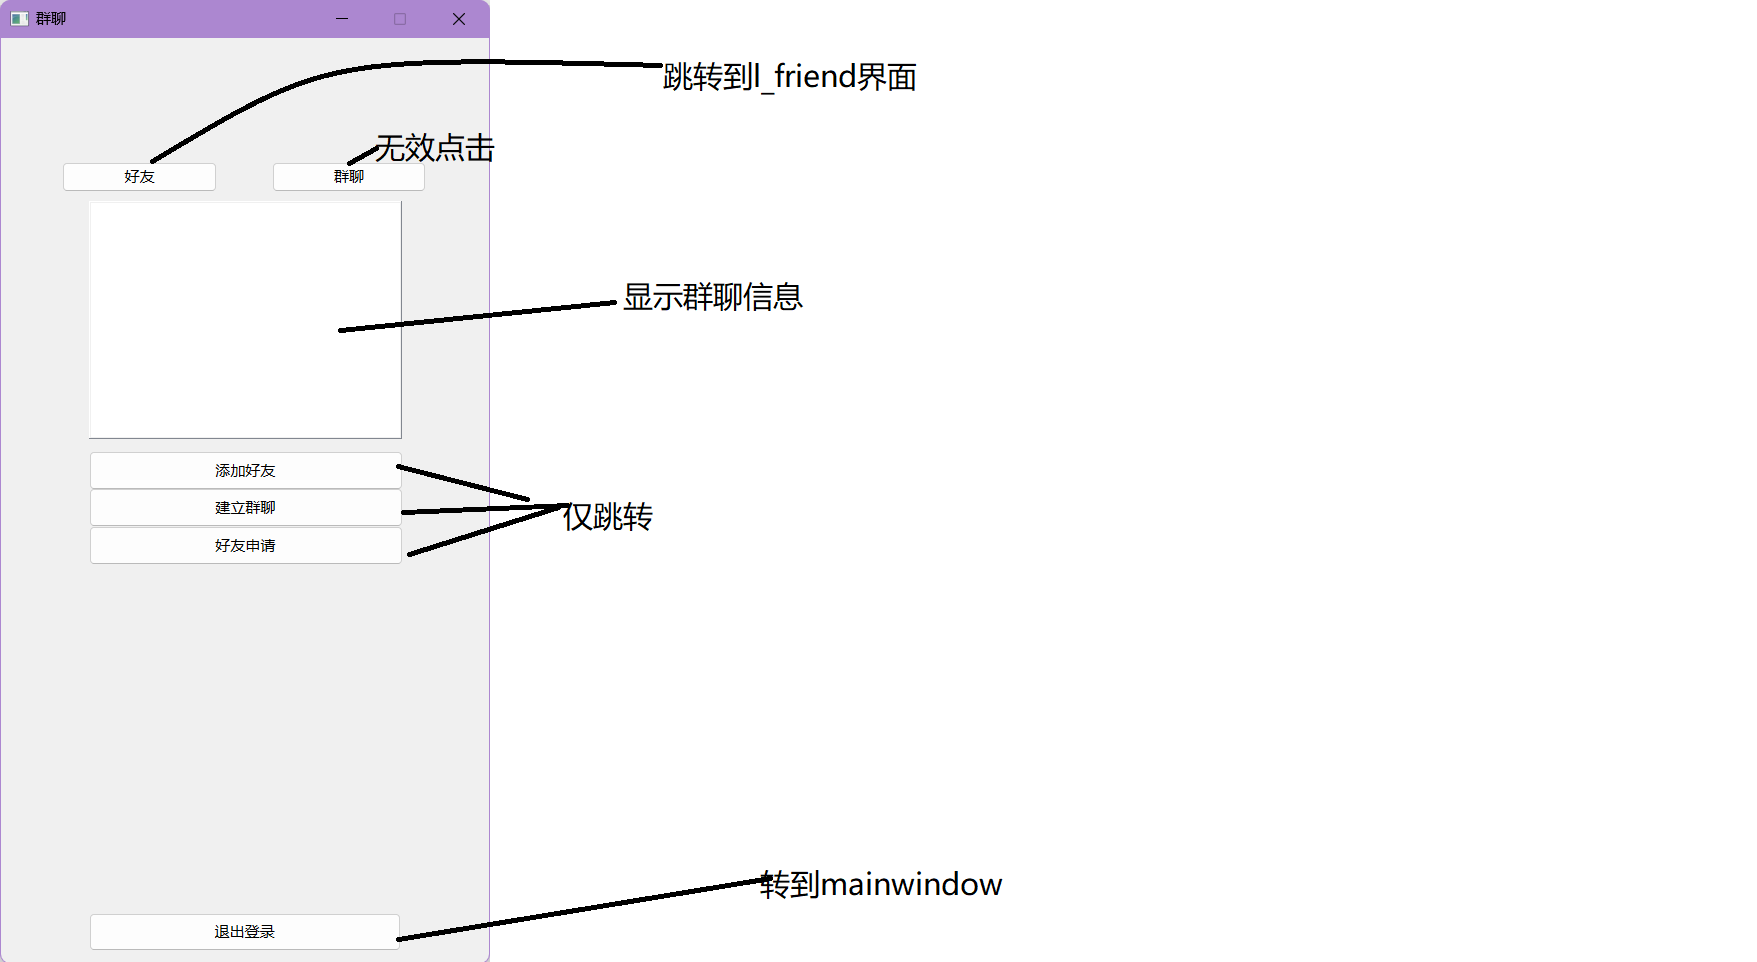 群聊
跳转到l_friend界面
无效点击
好友
群聊
显示群聊信息
添加好友
建立群聊
仅跳转
好友申请
转到mainwindow
退出登录